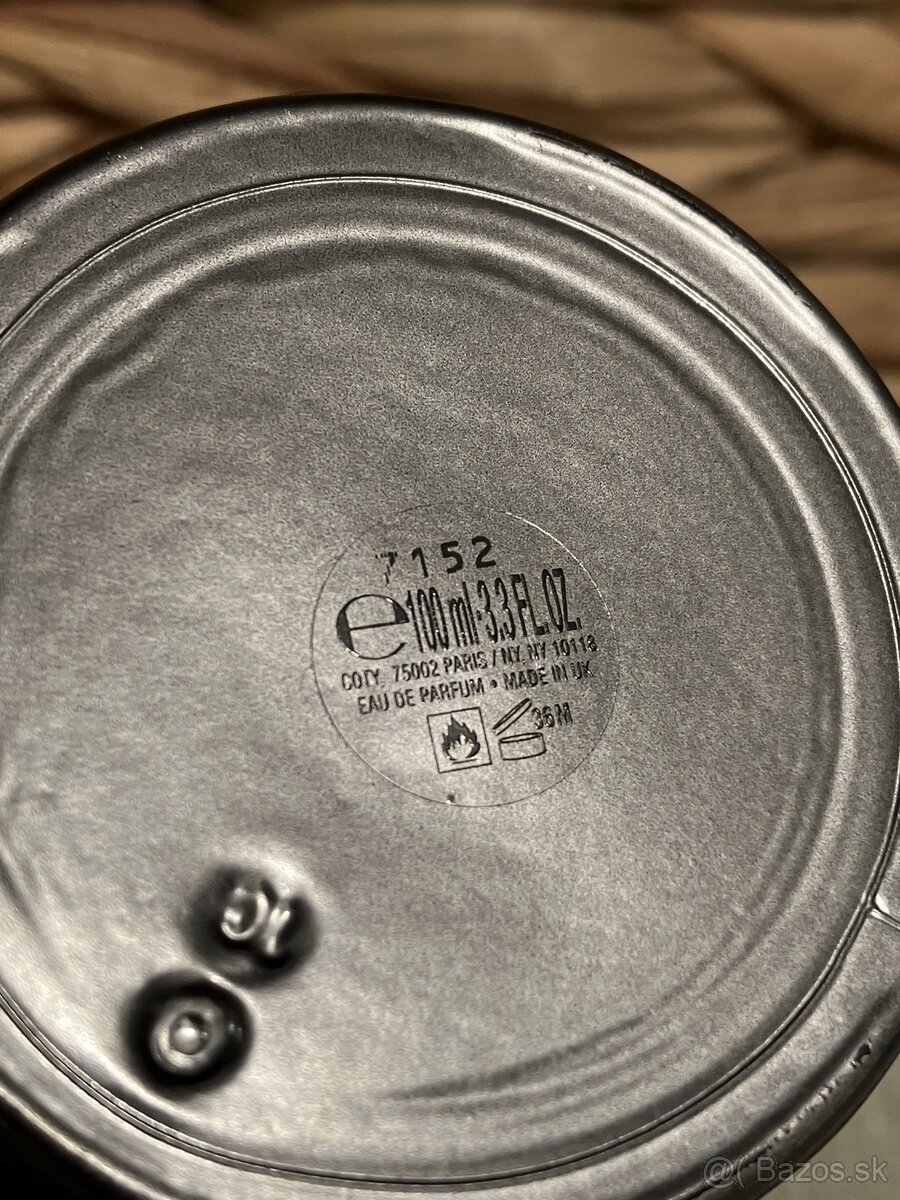 7152
e 100 ml·3.3 FL.OZ.
COTY 75002 PARIS / NY, NY 10118
EAU DE PARFUM • MADE IN UK
36M
@( Bazos.sk